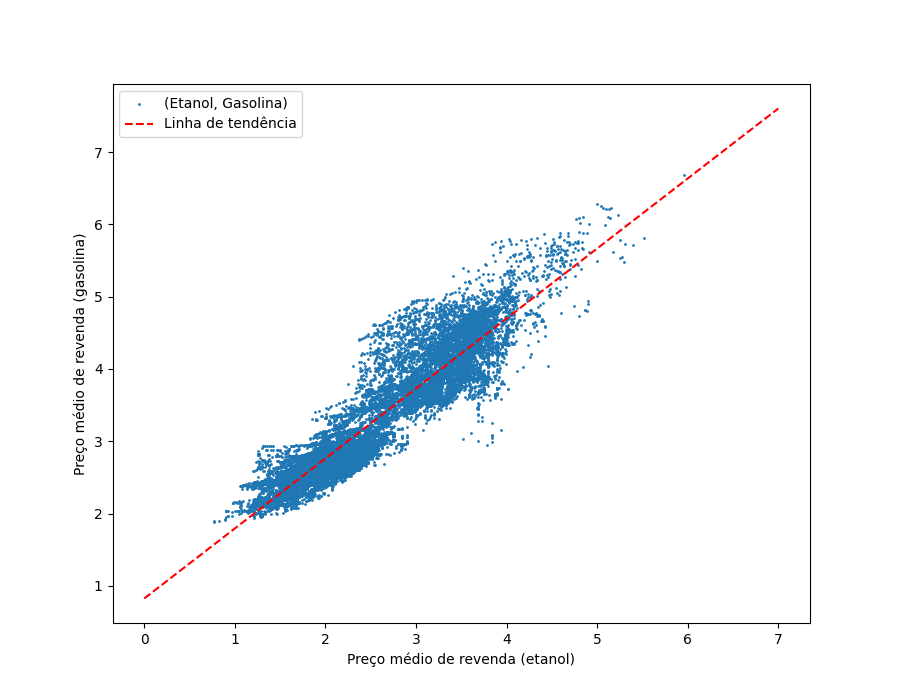 (Etanol, Gasolina)
Linha de tendência
Preço médio de revenda (gasolina)
7
6
5
4
3
2
1
0 1 2 3 4 5 6 7
Preço médio de revenda (etanol)